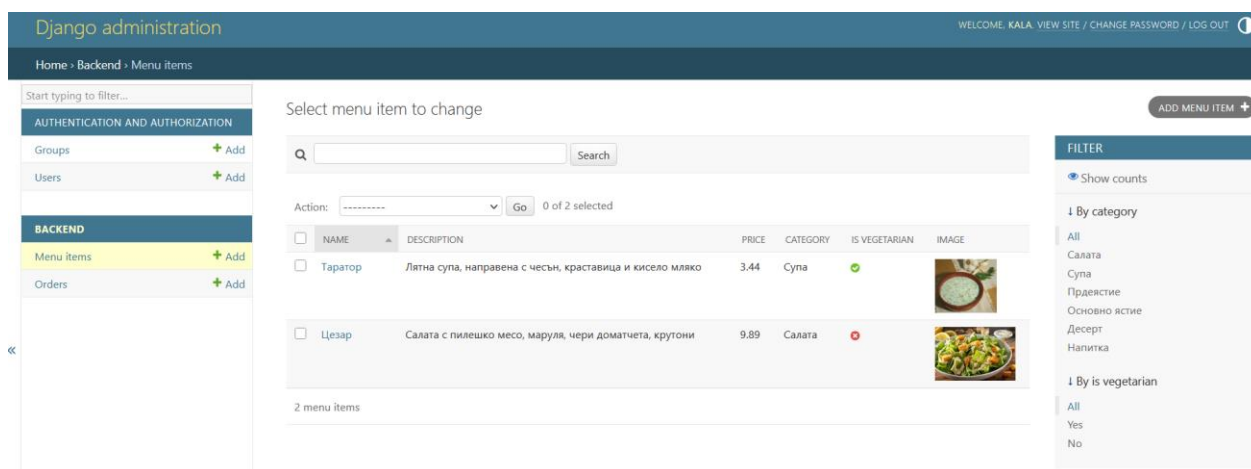 Django administration
WELCOME, KALA. VIEW SITE / CHANGE PASSWORD / LOG OUT
Home › Backend › Menu items
Start typing to filter...
AUTHENTICATION AND AUTHORIZATION
Groups + Add
Users + Add
BACKEND
Menu items + Add
Orders + Add
«
Select menu item to change
ADD MENU ITEM +
Search
Action: --------- Go 0 of 2 selected
NAME DESCRIPTION PRICE CATEGORY IS VEGETARIAN IMAGE
Таратор Лятна супа, направена с чесън, краставица и кисело мляко 3.44 Супа
Цезар Салата с пилешко месо, маруля, чери доматчета, крутони 9.89 Салата
2 menu items
FILTER
Show counts
↓ By category
All
Салата
Супа
Прдеястие
Основно ястие
Десерт
Напитка
↓ By is vegetarian
All
Yes
No